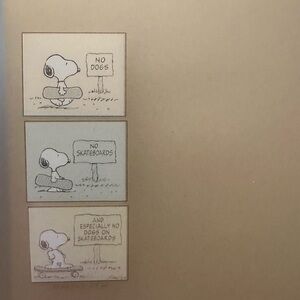 NO
DOGS
NO
SKATEBOARDS
AND
ESPECIALLY NO
DOGS ON
SKATEBOARDS